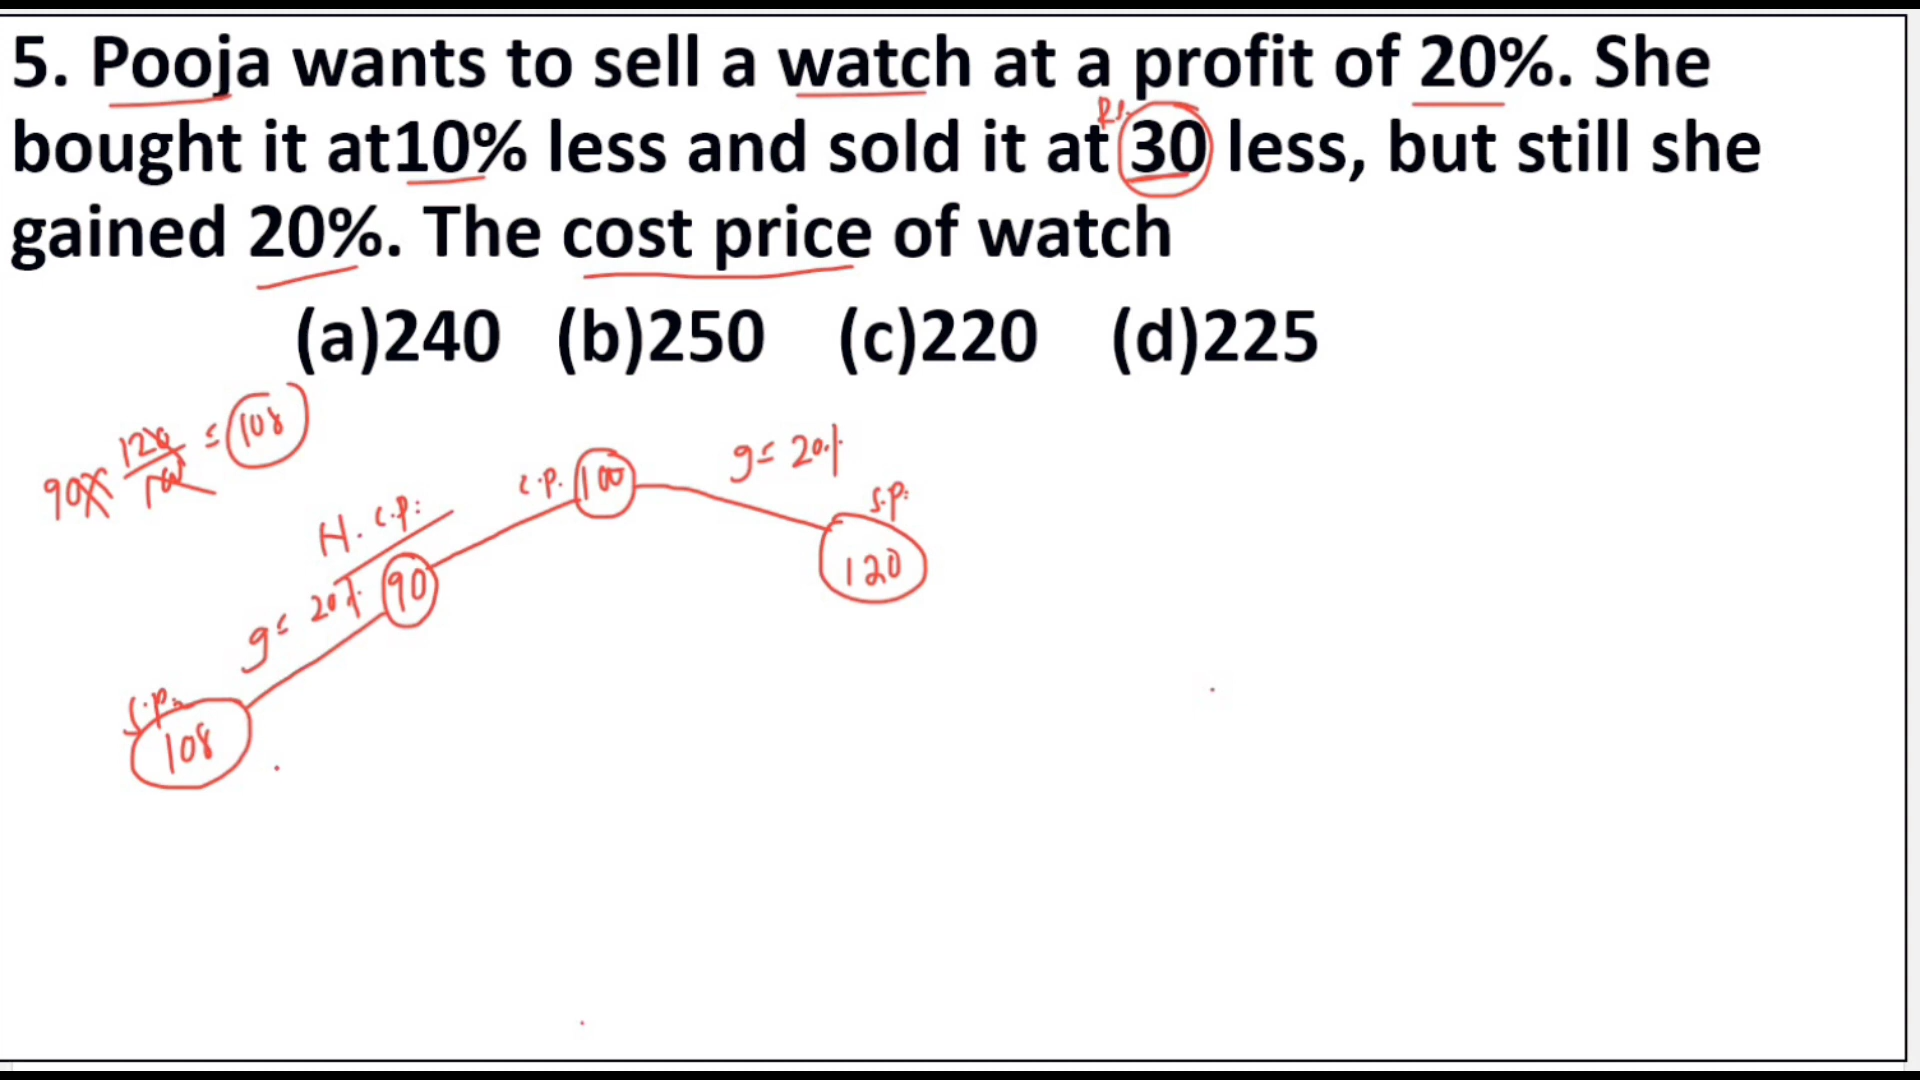 5. Pooja wants to sell a watch at a profit of 20%. She
Rs.
bought it at10% less and sold it at 30 less, but still she
gained 20%. The cost price of watch
(a)240 (b)250 (c)220 (d)225
90 × 120/100 = 108
H. C.P.
C.P. 100
g = 20%
S.P.
120
g = 20% 90
S.P.
108